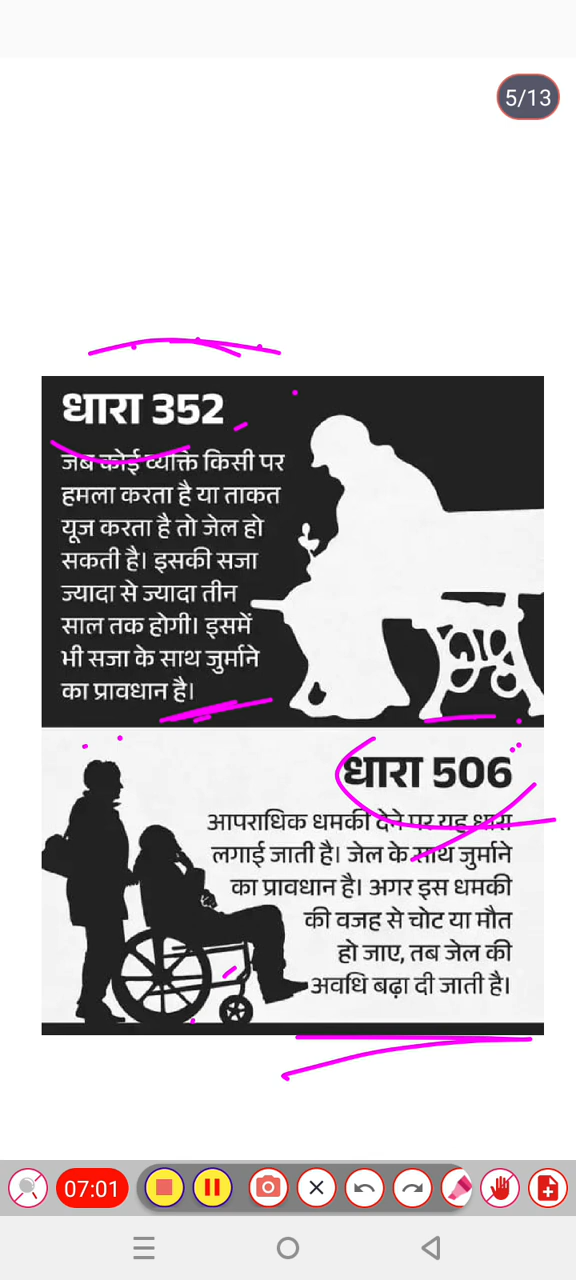 5/13
धारा 352
जब कोई व्यक्ति किसी पर
हमला करता है या ताकत
यूज करता है तो जेल हो
सकती है। इसकी सजा
ज्यादा से ज्यादा तीन
साल तक होगी। इसमें
भी सजा के साथ जुर्माने
का प्रावधान है।
धारा 506
आपराधिक धमकी देने पर यह धारा
लगाई जाती है। जेल के साथ जुर्माने
का प्रावधान है। अगर इस धमकी
की वजह से चोट या मौत
हो जाए, तब जेल की
अवधि बढ़ा दी जाती है।
07:01